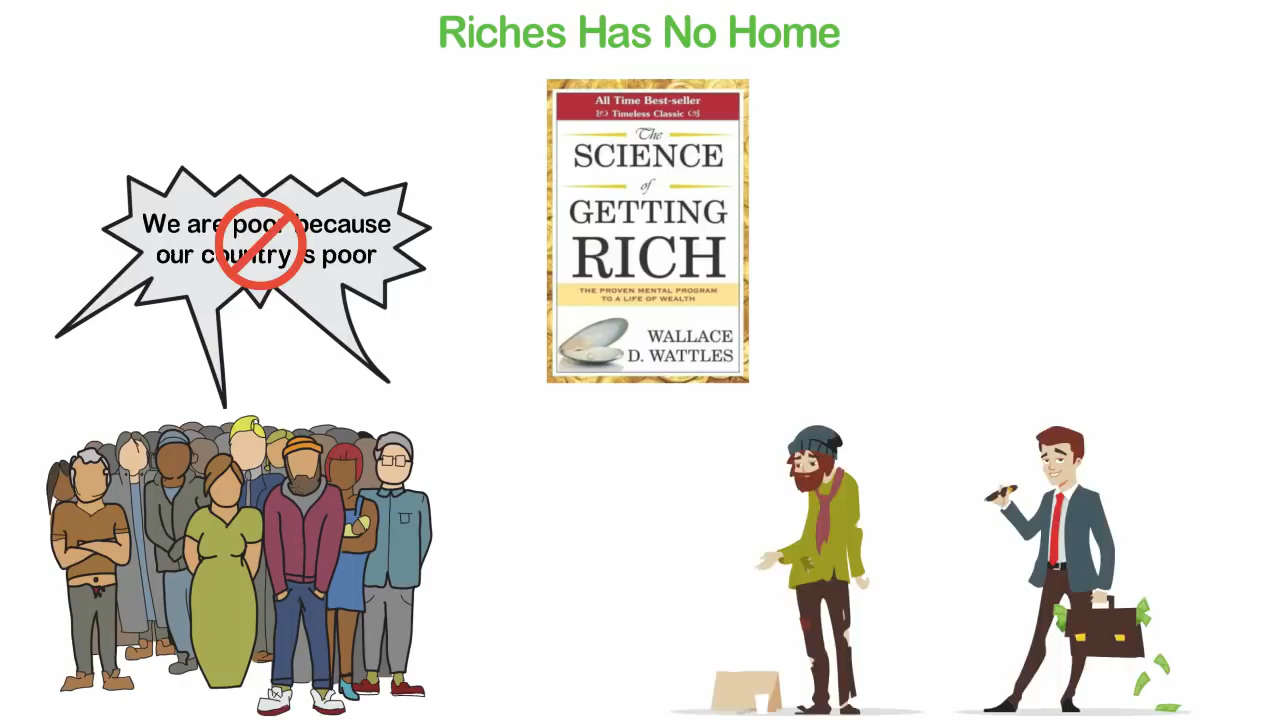 Riches Has No Home
All Time Best-seller
Timeless Classic
The
SCIENCE
of
GETTING
RICH
THE PROVEN MENTAL PROGRAM
TO A LIFE OF WEALTH
WALLACE
D. WATTLES
We are poor because
our country is poor